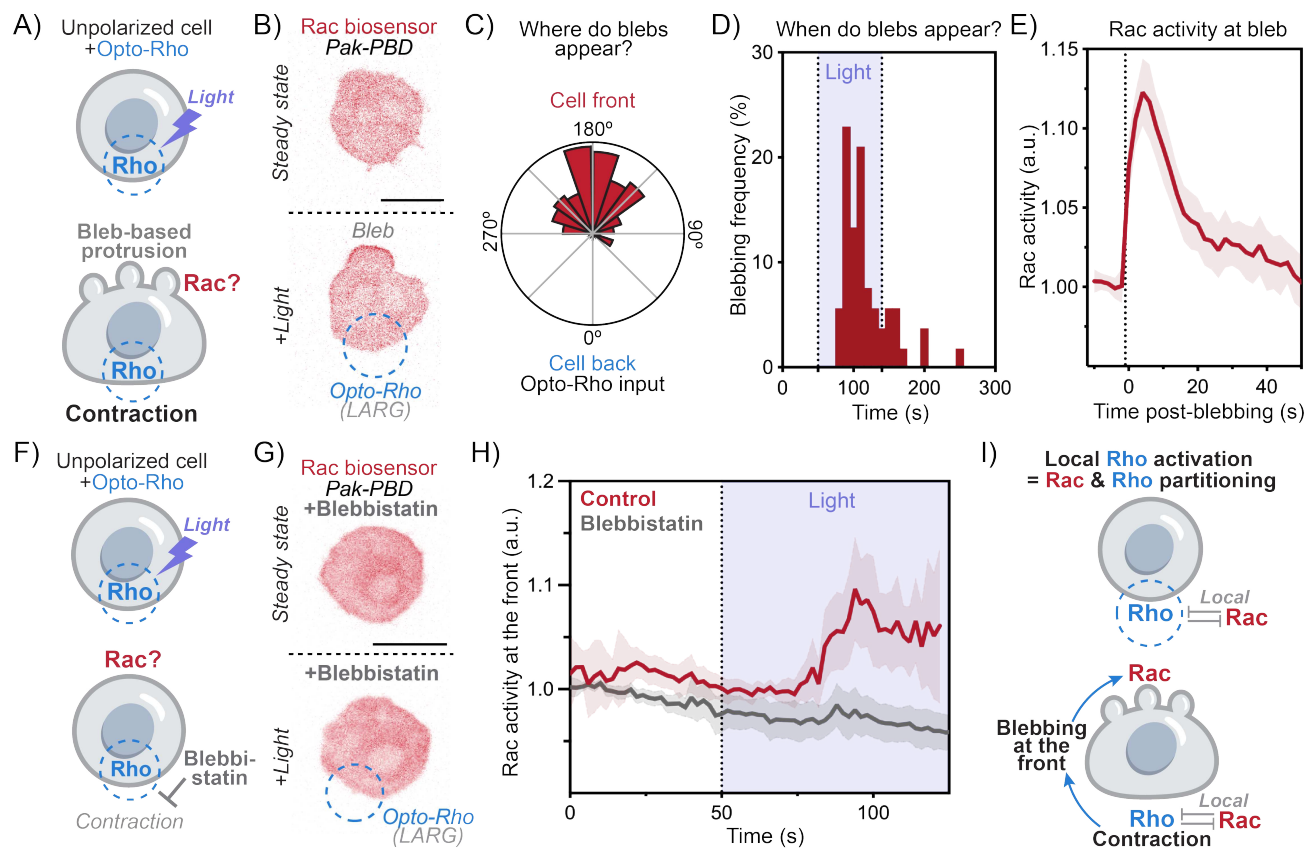 A)
Unpolarized cell
+Opto-Rho
Light
Rho
Bleb-based
protrusion
Rac?
Rho
Contraction
B)
Rac biosensor
Pak-PBD
Steady state
Bleb
+Light
Opto-Rho
(LARG)
C)
Where do blebs
appear?
Cell front
180º
270º
90º
0º
Cell back
Opto-Rho input
D)
When do blebs appear?
Light
Blebbing frequency (%)
30
20
10
0
0 100 200 300
Time (s)
E)
Rac activity at bleb
Rac activity (a.u.)
1.15
1.10
1.05
1.00
0 20 40
Time post-blebbing (s)
F)
Unpolarized cell
+Opto-Rho
Light
Rho
Rac?
Rho
Blebbi-
statin
Contraction
G)
Rac biosensor
Pak-PBD
+Blebbistatin
Steady state
+Blebbistatin
+Light
Opto-Rho
(LARG)
H)
Control
Blebbistatin
Light
Rac activity at the front (a.u.)
1.2
1.1
1.0
0 50 100
Time (s)
I)
Local Rho activation
= Rac & Rho partitioning
Local
Rho Rac
Rac
Blebbing
at the
front
Local
Rho Rac
Contraction